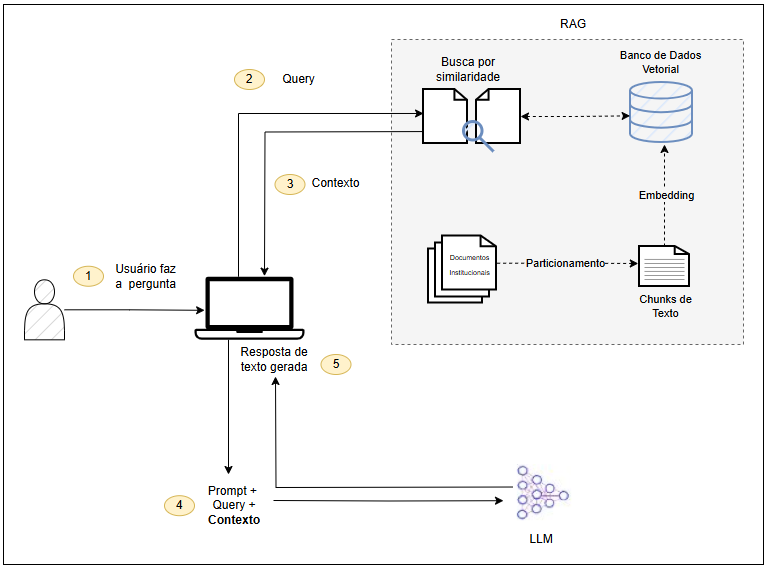 RAG
2
Query
Busca por
similaridade
Banco de Dados
Vetorial
3
Contexto
Embedding
Documentos
Institucionais
Particionamento
Chunks de
Texto
1
Usuário faz
a pergunta
Resposta de
texto gerada
5
4
Prompt +
Query +
Contexto
LLM